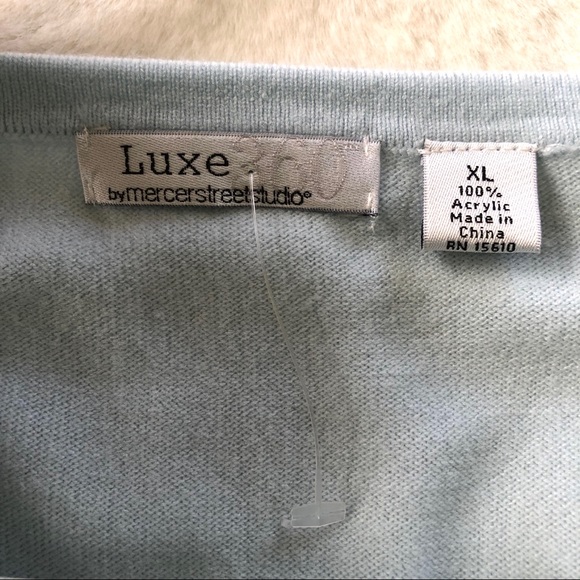 Luxe 360
by mercerstreetstudio®
XL
100%
Acrylic
Made in
China
RN 15610